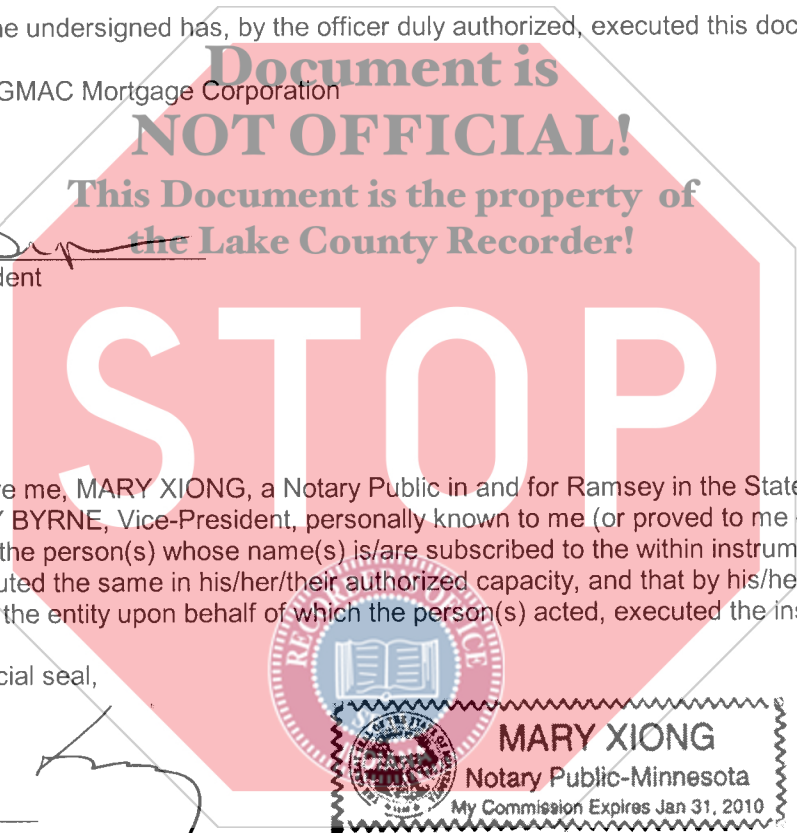 ne undersigned has, by the officer duly authorized, executed this doc
Document is
GMAC Mortgage Corporation
NOT OFFICIAL!
This Document is the property of
the Lake County Recorder!
dent
STOP
re me, MARY XIONG, a Notary Public in and for Ramsey in the State
Y BYRNE, Vice-President, personally known to me (or proved to me
the person(s) whose name(s) is/are subscribed to the within instrum
uted the same in his/her/their authorized capacity, and that by his/he
the entity upon behalf of which the person(s) acted, executed the ins
RECORDER'S OFFICE
cial seal,
MARY XIONG
Notary Public-Minnesota
My Commission Expires Jan 31, 2010